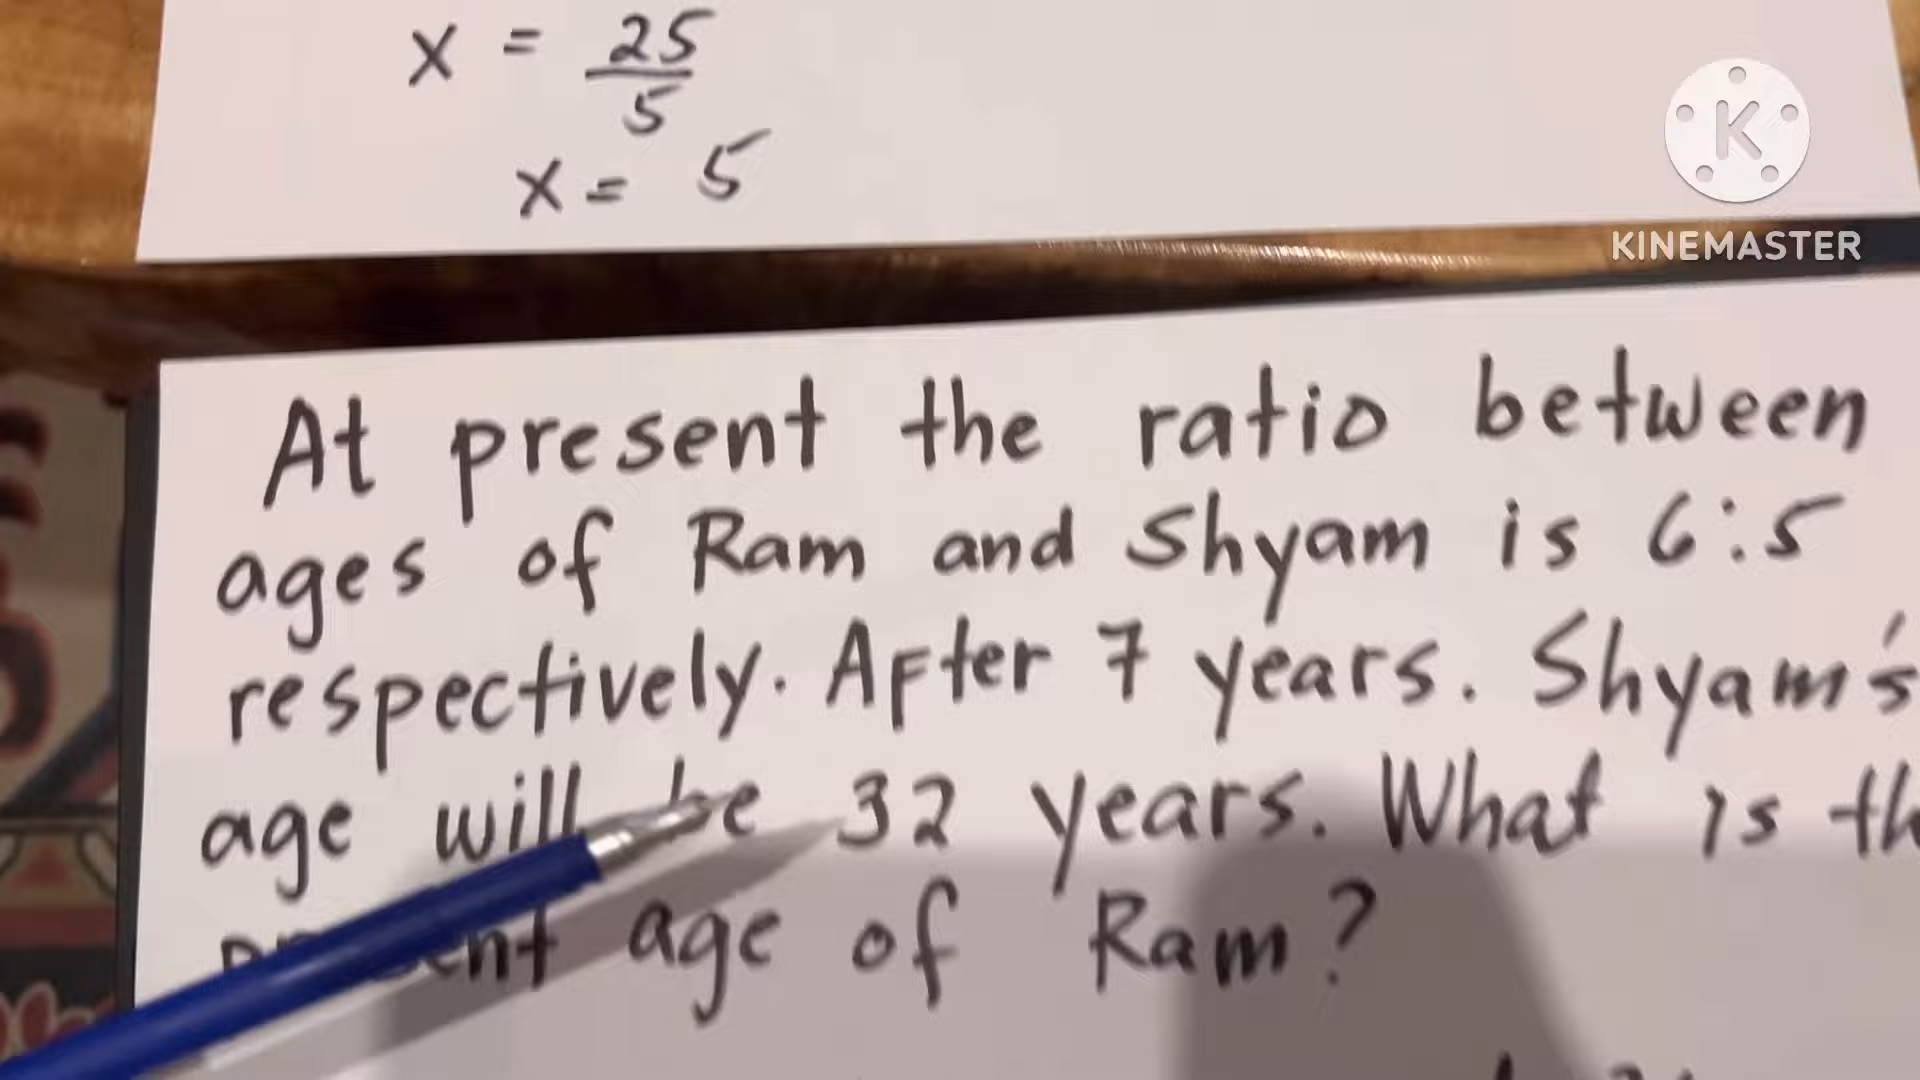 x = 25
5
x = 5
K
KINEMASTER
At present the ratio between
ages of Ram and Shyam is 6:5
respectively. After 7 years. Shyam's
age will be 32 years. What is
age of Ram?